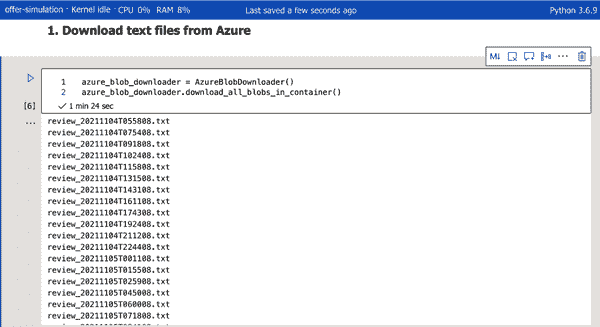 offer-simulation · Kernel idle · CPU 0% RAM 8% Last saved a few seconds ago Python 3.6.9
1. Download text files from Azure
M↓
1 azure_blob_downloader = AzureBlobDownloader()
2 azure_blob_downloader.download_all_blobs_in_container()
[6] ✓ 1 min 24 sec
... review_20211104T055808.txt
review_20211104T075408.txt
review_20211104T091808.txt
review_20211104T102408.txt
review_20211104T115808.txt
review_20211104T131508.txt
review_20211104T143108.txt
review_20211104T161108.txt
review_20211104T174308.txt
review_20211104T192408.txt
review_20211104T211208.txt
review_20211104T224408.txt
review_20211105T001108.txt
review_20211105T015508.txt
review_20211105T025908.txt
review_20211105T045008.txt
review_20211105T060008.txt
review_20211105T071808.txt